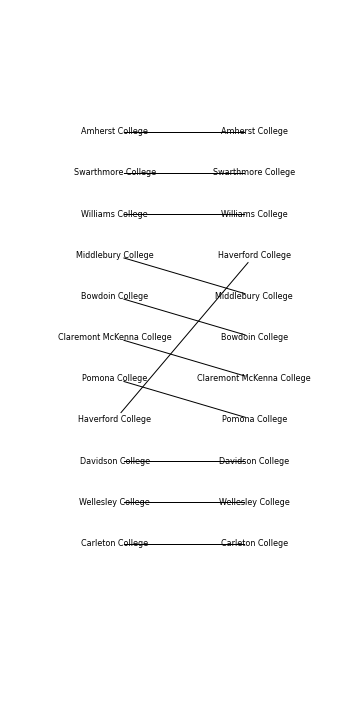 Amherst College Amherst College
Swarthmore College Swarthmore College
Williams College Williams College
Middlebury College Haverford College
Bowdoin College Middlebury College
Claremont McKenna College Bowdoin College
Pomona College Claremont McKenna College
Haverford College Pomona College
Davidson College Davidson College
Wellesley College Wellesley College
Carleton College Carleton College